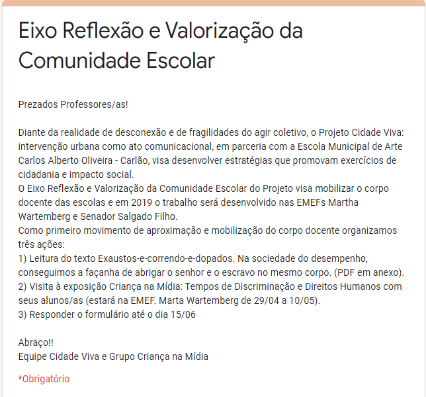 Eixo Reflexão e Valorização da
Comunidade Escolar
Prezados Professores/as!
Diante da realidade de desconexão e de fragilidades do agir coletivo, o Projeto Cidade Viva:
intervenção urbana como ato comunicacional, em parceria com a Escola Municipal de Arte
Carlos Alberto Oliveira - Carlão, visa desenvolver estratégias que promovam exercícios de
cidadania e impacto social.
O Eixo Reflexão e Valorização da Comunidade Escolar do Projeto visa mobilizar o corpo
docente das escolas e em 2019 o trabalho será desenvolvido nas EMEFs Martha
Wartemberg e Senador Salgado Filho.
Como primeiro movimento de aproximação e mobilização do corpo docente organizamos
três ações:
1) Leitura do texto Exaustos-e-correndo-e-dopados. Na sociedade do desempenho,
conseguimos a façanha de abrigar o senhor e o escravo no mesmo corpo. (PDF em anexo).
2) Visita à exposição Criança na Mídia: Tempos de Discriminação e Direitos Humanos com
seus alunos/as (estará na EMEF. Marta Wartemberg de 29/04 a 10/05).
3) Responder o formulário até o dia 15/06
Abraço!!
Equipe Cidade Viva e Grupo Criança na Mídia
*Obrigatório